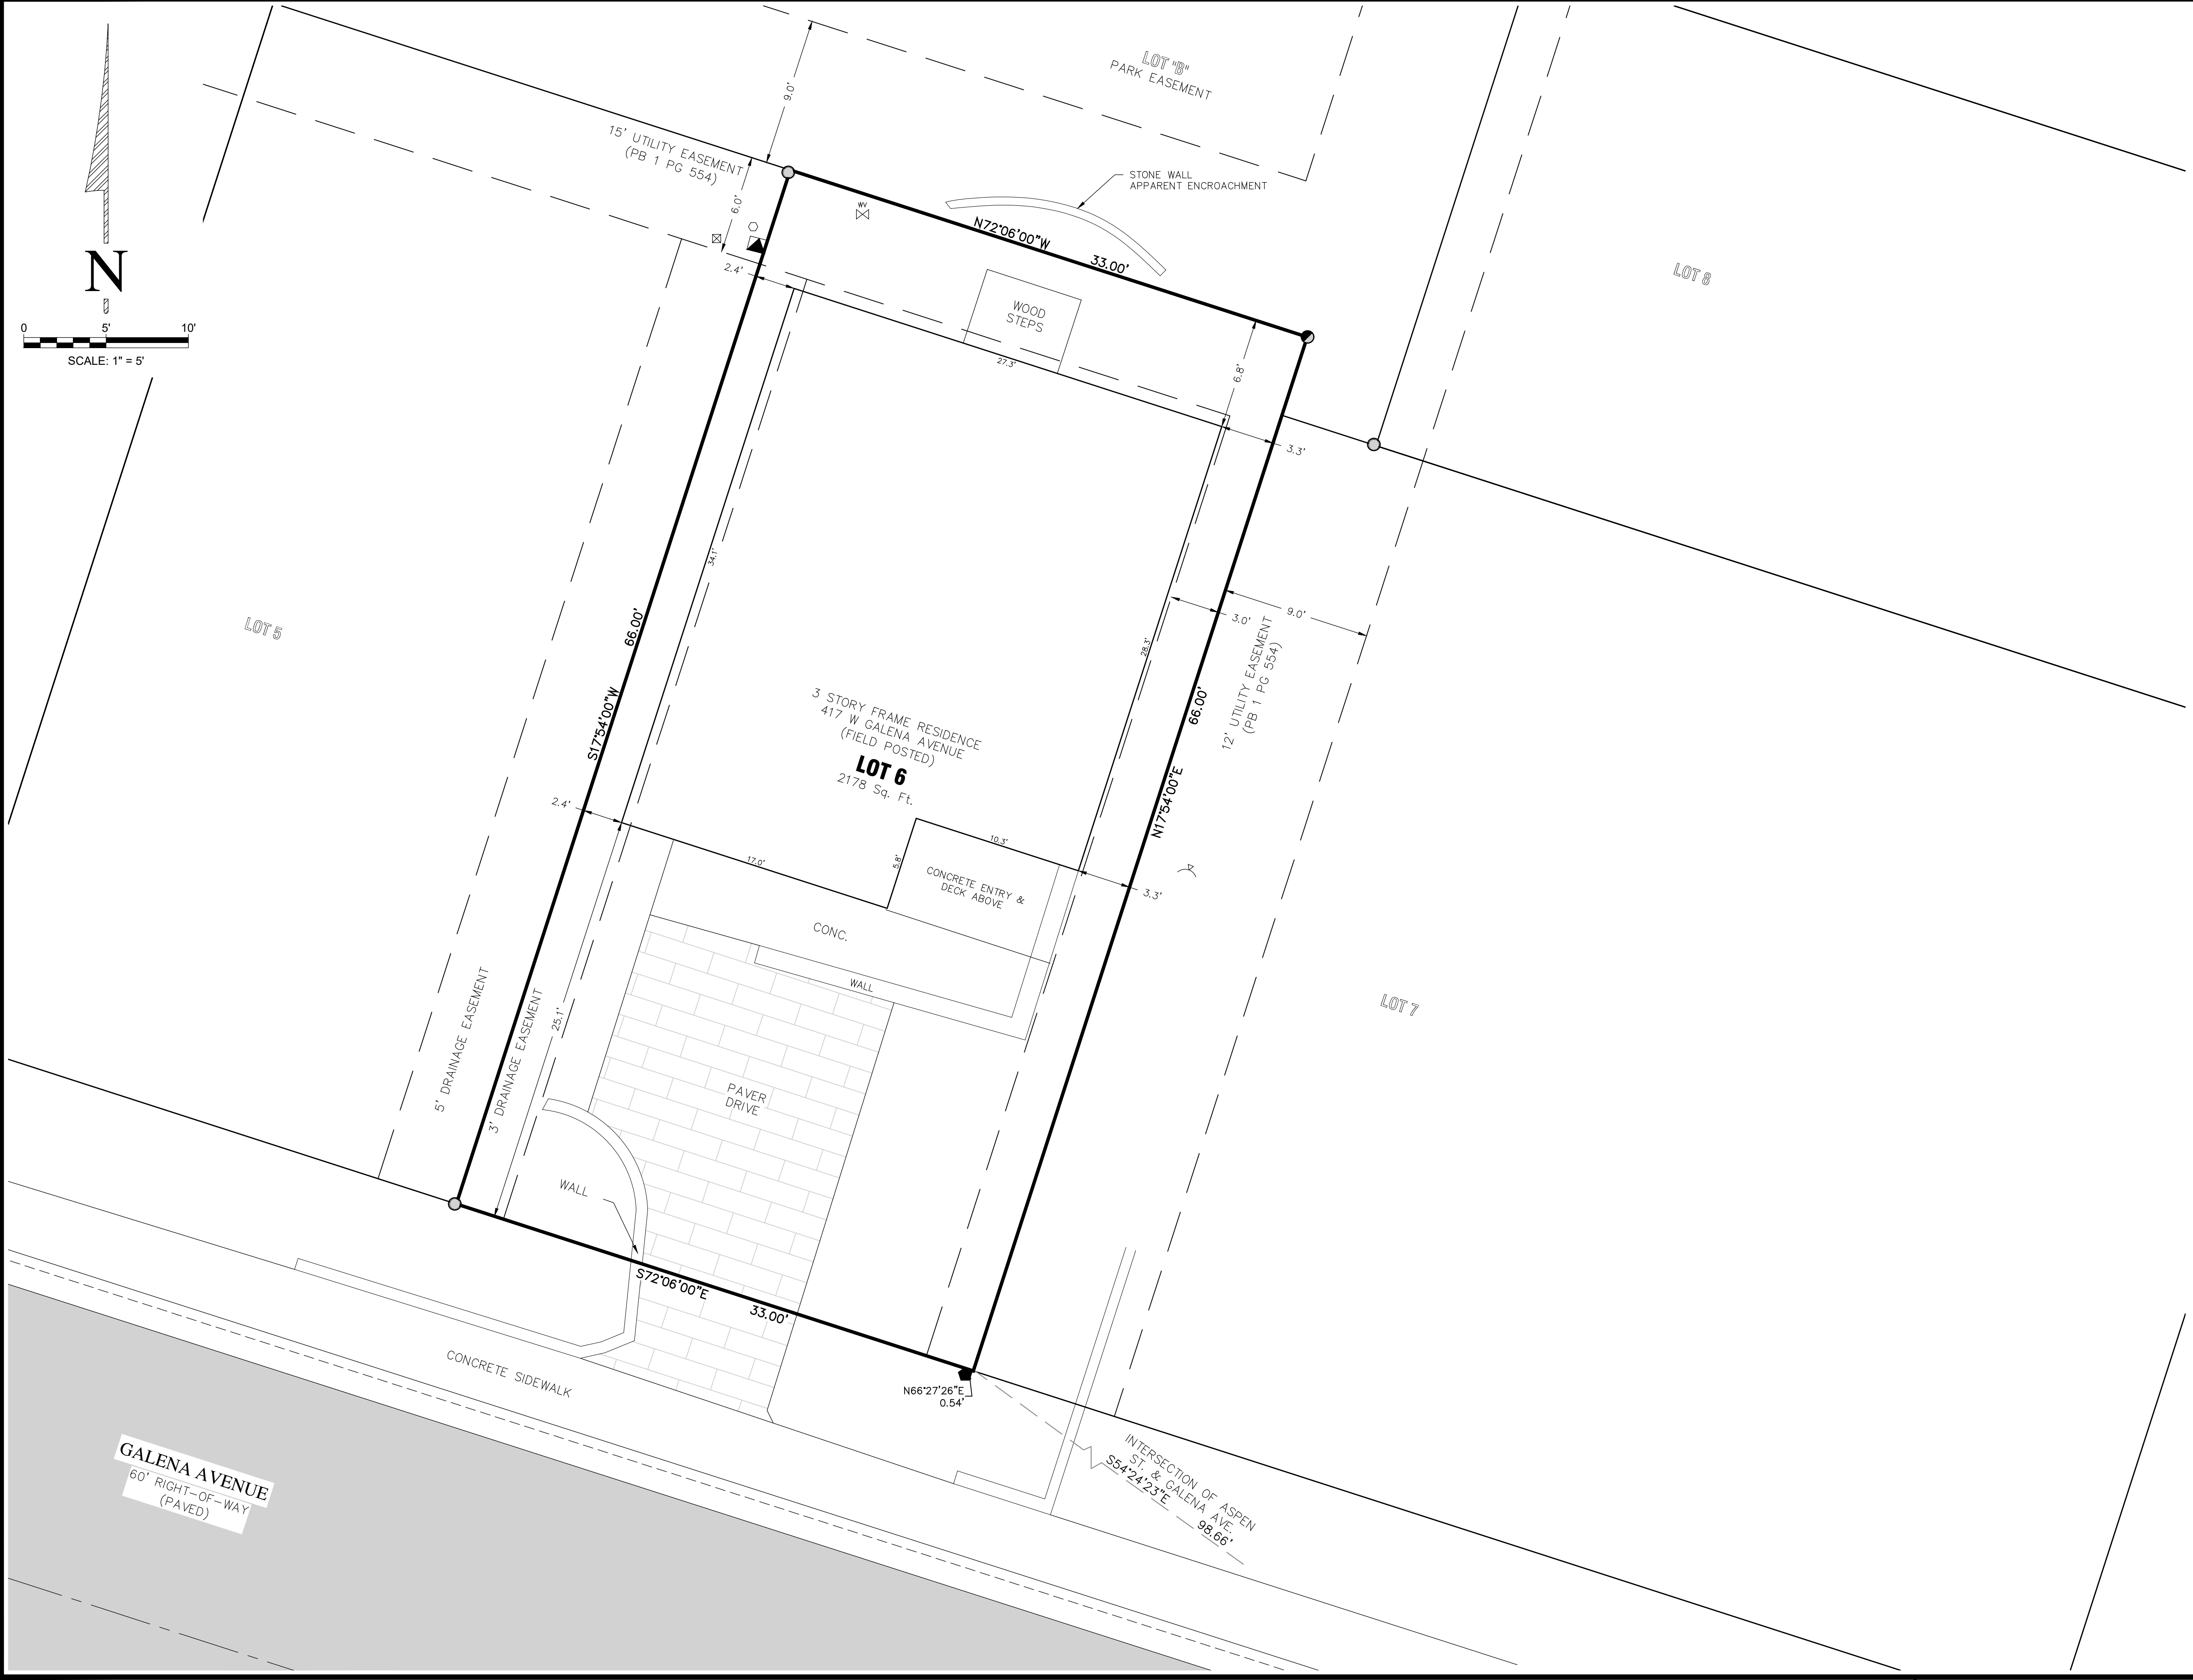 LOT "B"
PARK EASEMENT
9.0'
15' UTILITY EASEMENT
(PB 1 PG 554)
6.0'
STONE WALL
APPARENT ENCROACHMENT
WV
N72°06'00"W
33.00'
N
0 5' 10'
SCALE: 1" = 5'
2.4'
WOOD
STEPS
27.3'
6.8'
3.3'
LOT 8
34.1'
66.00'
S17°54'00"W
LOT 5
28.3'
9.0'
3.0'
12' UTILITY EASEMENT
(PB 1 PG 554)
66.00'
N17°54'00"E
3 STORY FRAME RESIDENCE
417 W GALENA AVENUE
(FIELD POSTED)
LOT 6
2178 Sq. Ft.
2.4'
17.0'
5.8'
10.3'
CONCRETE ENTRY &
DECK ABOVE
3.3'
CONC.
WALL
LOT 7
5' DRAINAGE EASEMENT
3' DRAINAGE EASEMENT
25.1'
PAVER
DRIVE
WALL
S72°06'00"E
33.00'
CONCRETE SIDEWALK
N66°27'26"E
0.54'
INTERSECTION OF ASPEN
ST. & GALENA AVE.
S54°24'23"E
98.66'
GALENA AVENUE
60' RIGHT-OF-WAY
(PAVED)